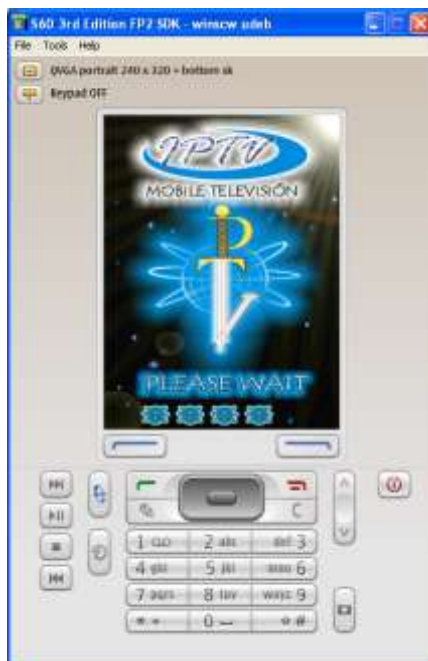 S60 3rd Edition FP2 SDK - winscw udeb
File Tools Help
QVGA portrait 240 x 320 + bottom sk
Keypad OFF
IPTV
MOBILE TELEVISIÓN
P
T
V
PLEASE WAIT
C
1 2 abc def 3
4 ghi 5 jkl mno 6
7 pqrs 8 tuv wxyz 9
* + 0 #